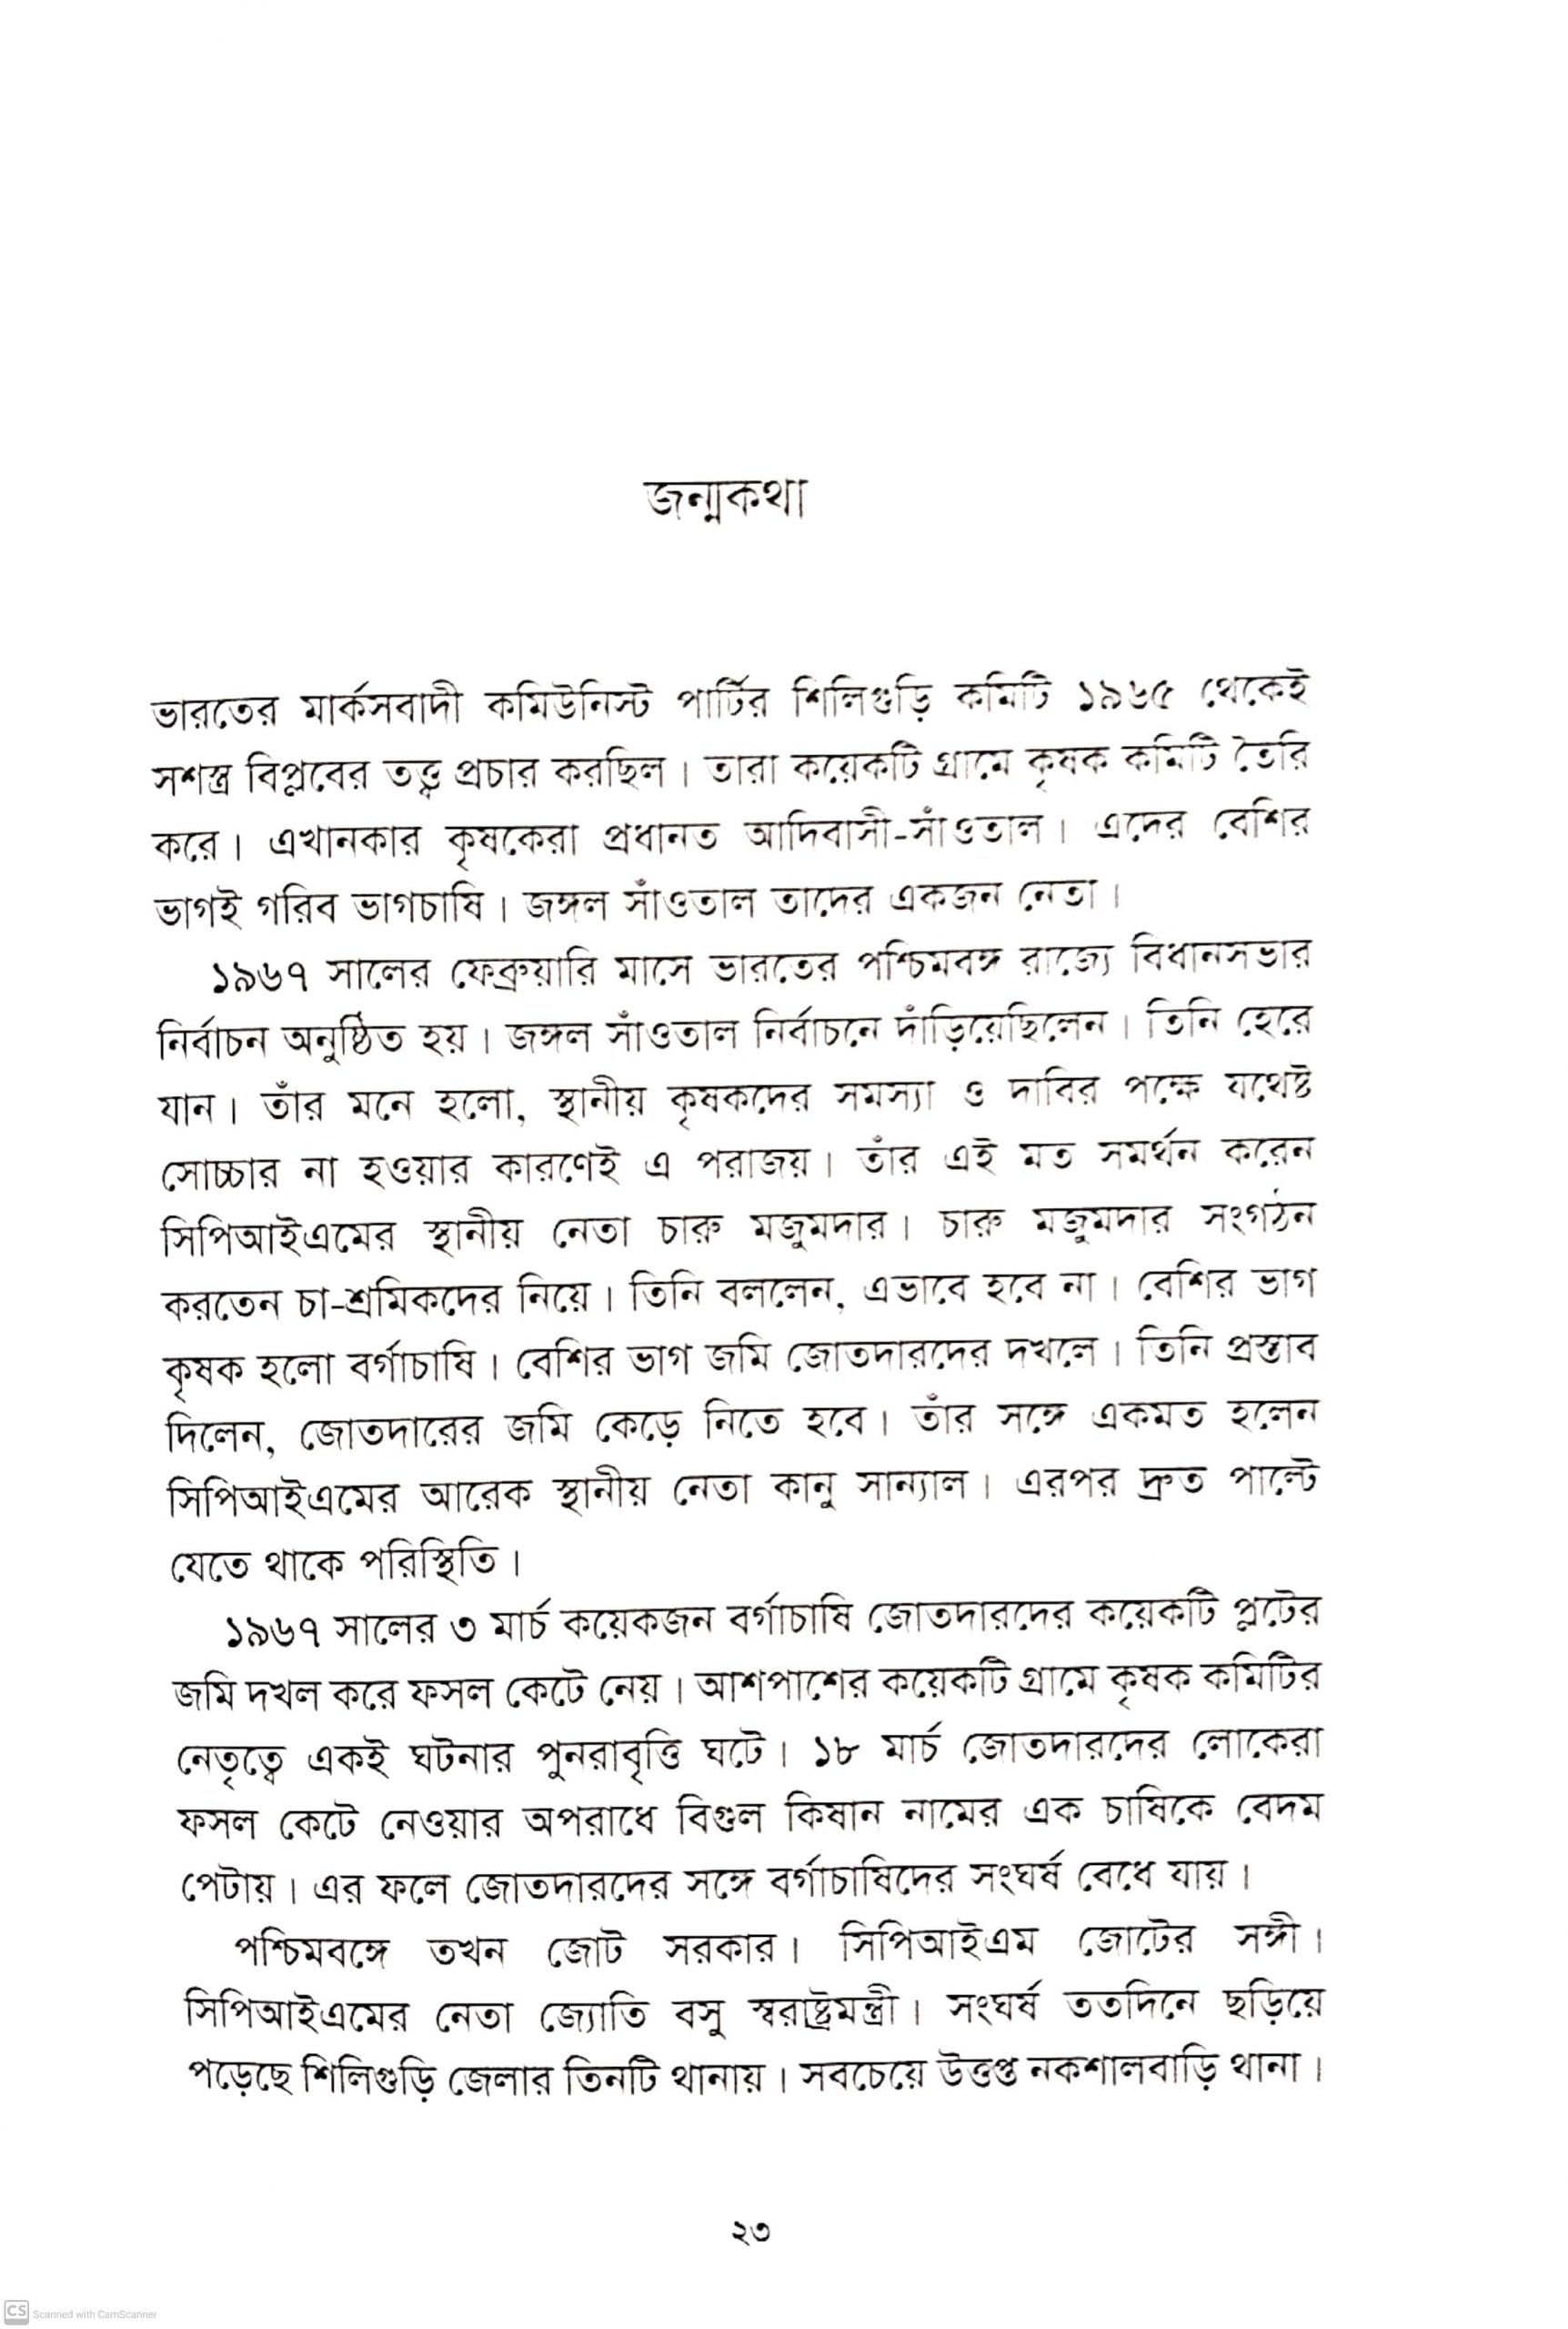 জন্মকথা
ভারতের মার্কসবাদী কমিউনিস্ট পার্টির শিলিগুড়ি কমিটি ১৯৬৫ থেকেই
সশস্ত্র বিপ্লবের তত্ত্ব প্রচার করছিল। তারা কয়েকটি গ্রামে কৃষক কমিটি তৈরি
করে। এখানকার কৃষকেরা প্রধানত আদিবাসী-সাঁওতাল। এদের বেশির
ভাগই গরিব ভাগচাষি। জঙ্গল সাঁওতাল তাদের একজন নেতা।
১৯৬৭ সালের ফেব্রুয়ারি মাসে ভারতের পশ্চিমবঙ্গ রাজ্যে বিধানসভার
নির্বাচন অনুষ্ঠিত হয়। জঙ্গল সাঁওতাল নির্বাচনে দাঁড়িয়েছিলেন। তিনি হেরে
যান। তাঁর মনে হলো, স্থানীয় কৃষকদের সমস্যা ও দাবির পক্ষে যথেষ্ট
সোচ্চার না হওয়ার কারণেই এ পরাজয়। তাঁর এই মত সমর্থন করেন
সিপিআইএমের স্থানীয় নেতা চারু মজুমদার। চারু মজুমদার সংগঠন
করতেন চা-শ্রমিকদের নিয়ে। তিনি বললেন, এভাবে হবে না। বেশির ভাগ
কৃষক হলো বর্গাচাষি। বেশির ভাগ জমি জোতদারদের দখলে। তিনি প্রস্তাব
দিলেন, জোতদারের জমি কেড়ে নিতে হবে। তাঁর সঙ্গে একমত হলেন
সিপিআইএমের আরেক স্থানীয় নেতা কানু সান্যাল। এরপর দ্রুত পাল্টে
যেতে থাকে পরিস্থিতি।
১৯৬৭ সালের ৩ মার্চ কয়েকজন বর্গাচাষি জোতদারদের কয়েকটি প্লটের
জমি দখল করে ফসল কেটে নেয়। আশপাশের কয়েকটি গ্রামে কৃষক কমিটির
নেতৃত্বে একই ঘটনার পুনরাবৃত্তি ঘটে। ১৮ মার্চ জোতদারদের লোকেরা
ফসল কেটে নেওয়ার অপরাধে বিগুল কিষান নামের এক চাষিকে বেদম
পেটায়। এর ফলে জোতদারদের সঙ্গে বর্গাচাষিদের সংঘর্ষ বেধে যায়।
পশ্চিমবঙ্গে তখন জোট সরকার। সিপিআইএম জোটের সঙ্গী।
সিপিআইএমের নেতা জ্যোতি বসু স্বরাষ্ট্রমন্ত্রী। সংঘর্ষ ততদিনে ছড়িয়ে
পড়েছে শিলিগুড়ি জেলার তিনটি থানায়। সবচেয়ে উত্তপ্ত নকশালবাড়ি থানা।
২৩
CS Scanned with CamScanner